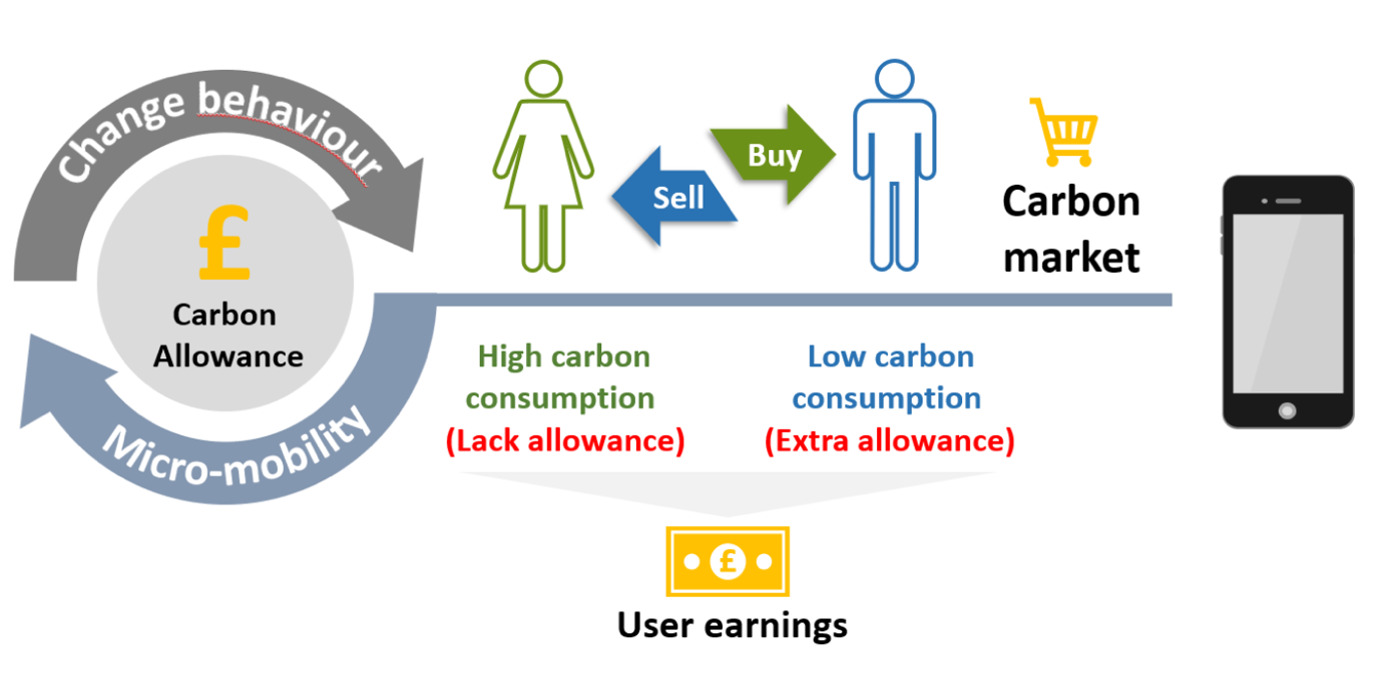 Change behaviour
£
Carbon
Allowance
Micro-mobility
Sell
Buy
Carbon
market
High carbon
consumption
(Lack allowance)
Low carbon
consumption
(Extra allowance)
£
User earnings